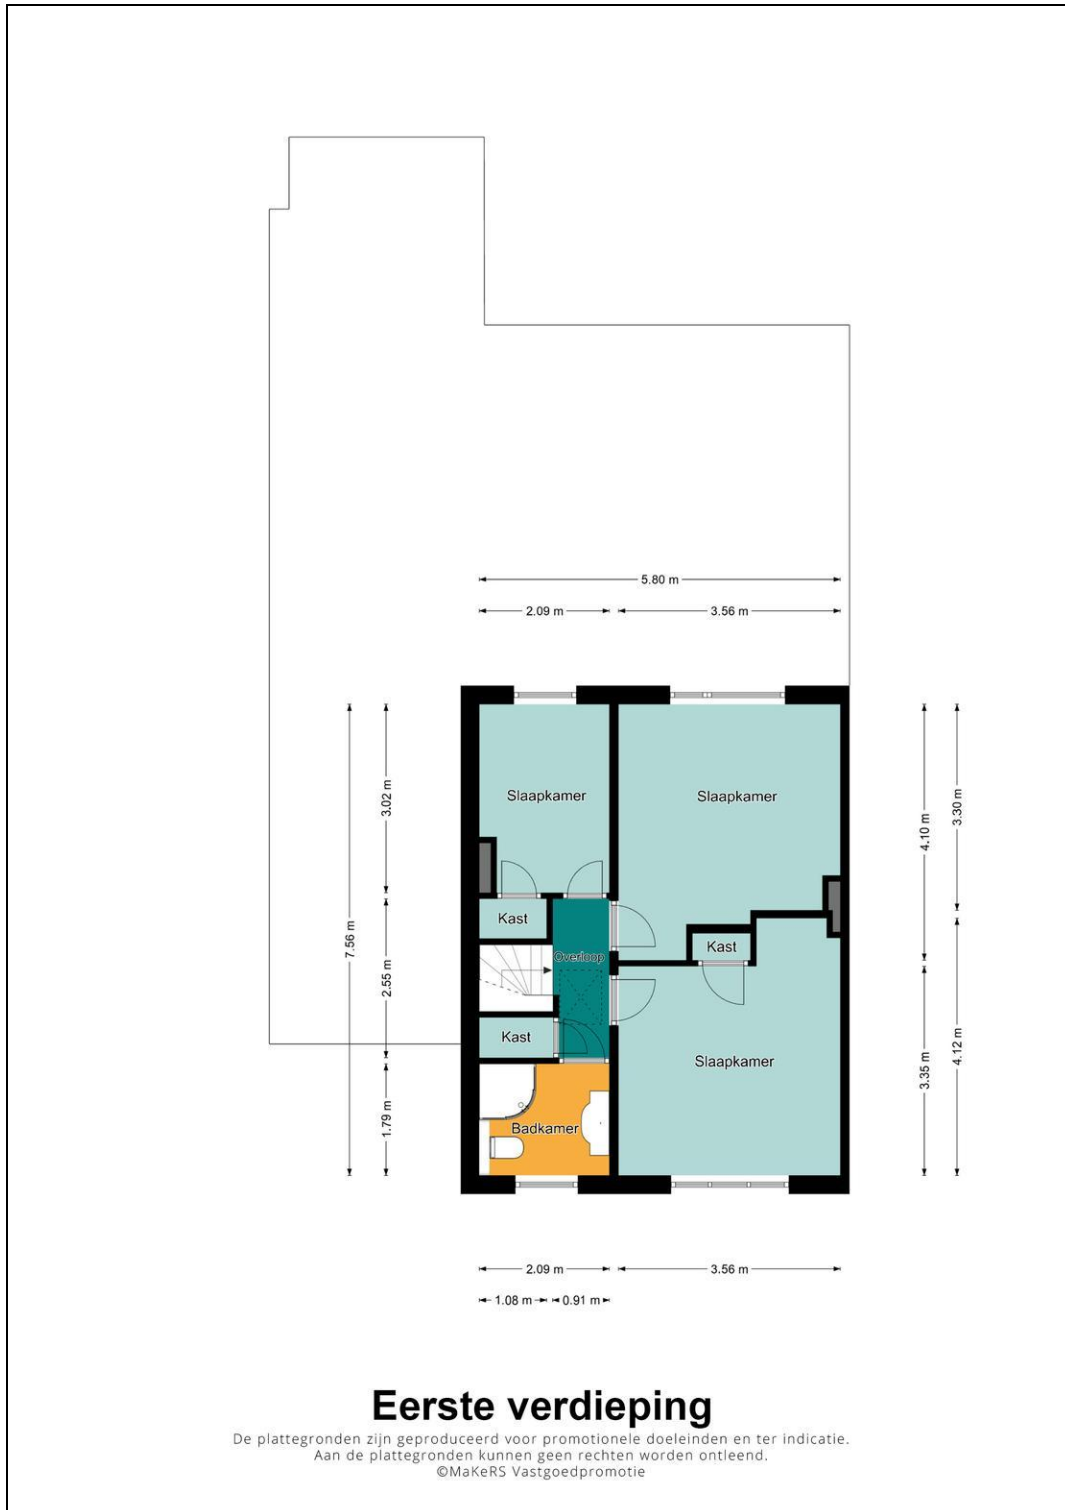 5.80 m
2.09 m
3.56 m
Slaapkamer
Slaapkamer
3.02 m
3.30 m
4.10 m
Kast
Kast
Overloop
7.56 m
2.55 m
Kast
Slaapkamer
4.12 m
3.35 m
1.79 m
Badkamer
2.09 m
3.56 m
1.08 m
0.91 m
Eerste verdieping
De plattegronden zijn geproduceerd voor promotionele doeleinden en ter indicatie.
Aan de plattegronden kunnen geen rechten worden ontleend.
©MaKeRS Vastgoedpromotie